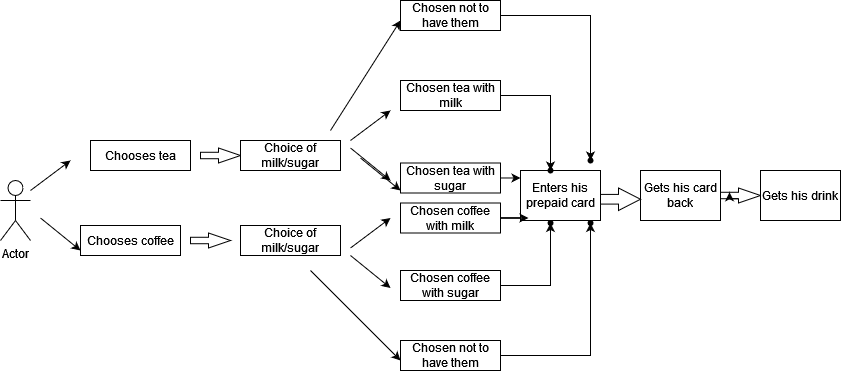 Chosen not to
have them
Chosen tea with
milk
Chooses tea
Choice of
milk/sugar
Chosen tea with
sugar
Enters his
prepaid card
Gets his card
back
Gets his drink
Actor
Chooses coffee
Choice of
milk/sugar
Chosen coffee
with milk
Chosen coffee
with sugar
Chosen not to
have them